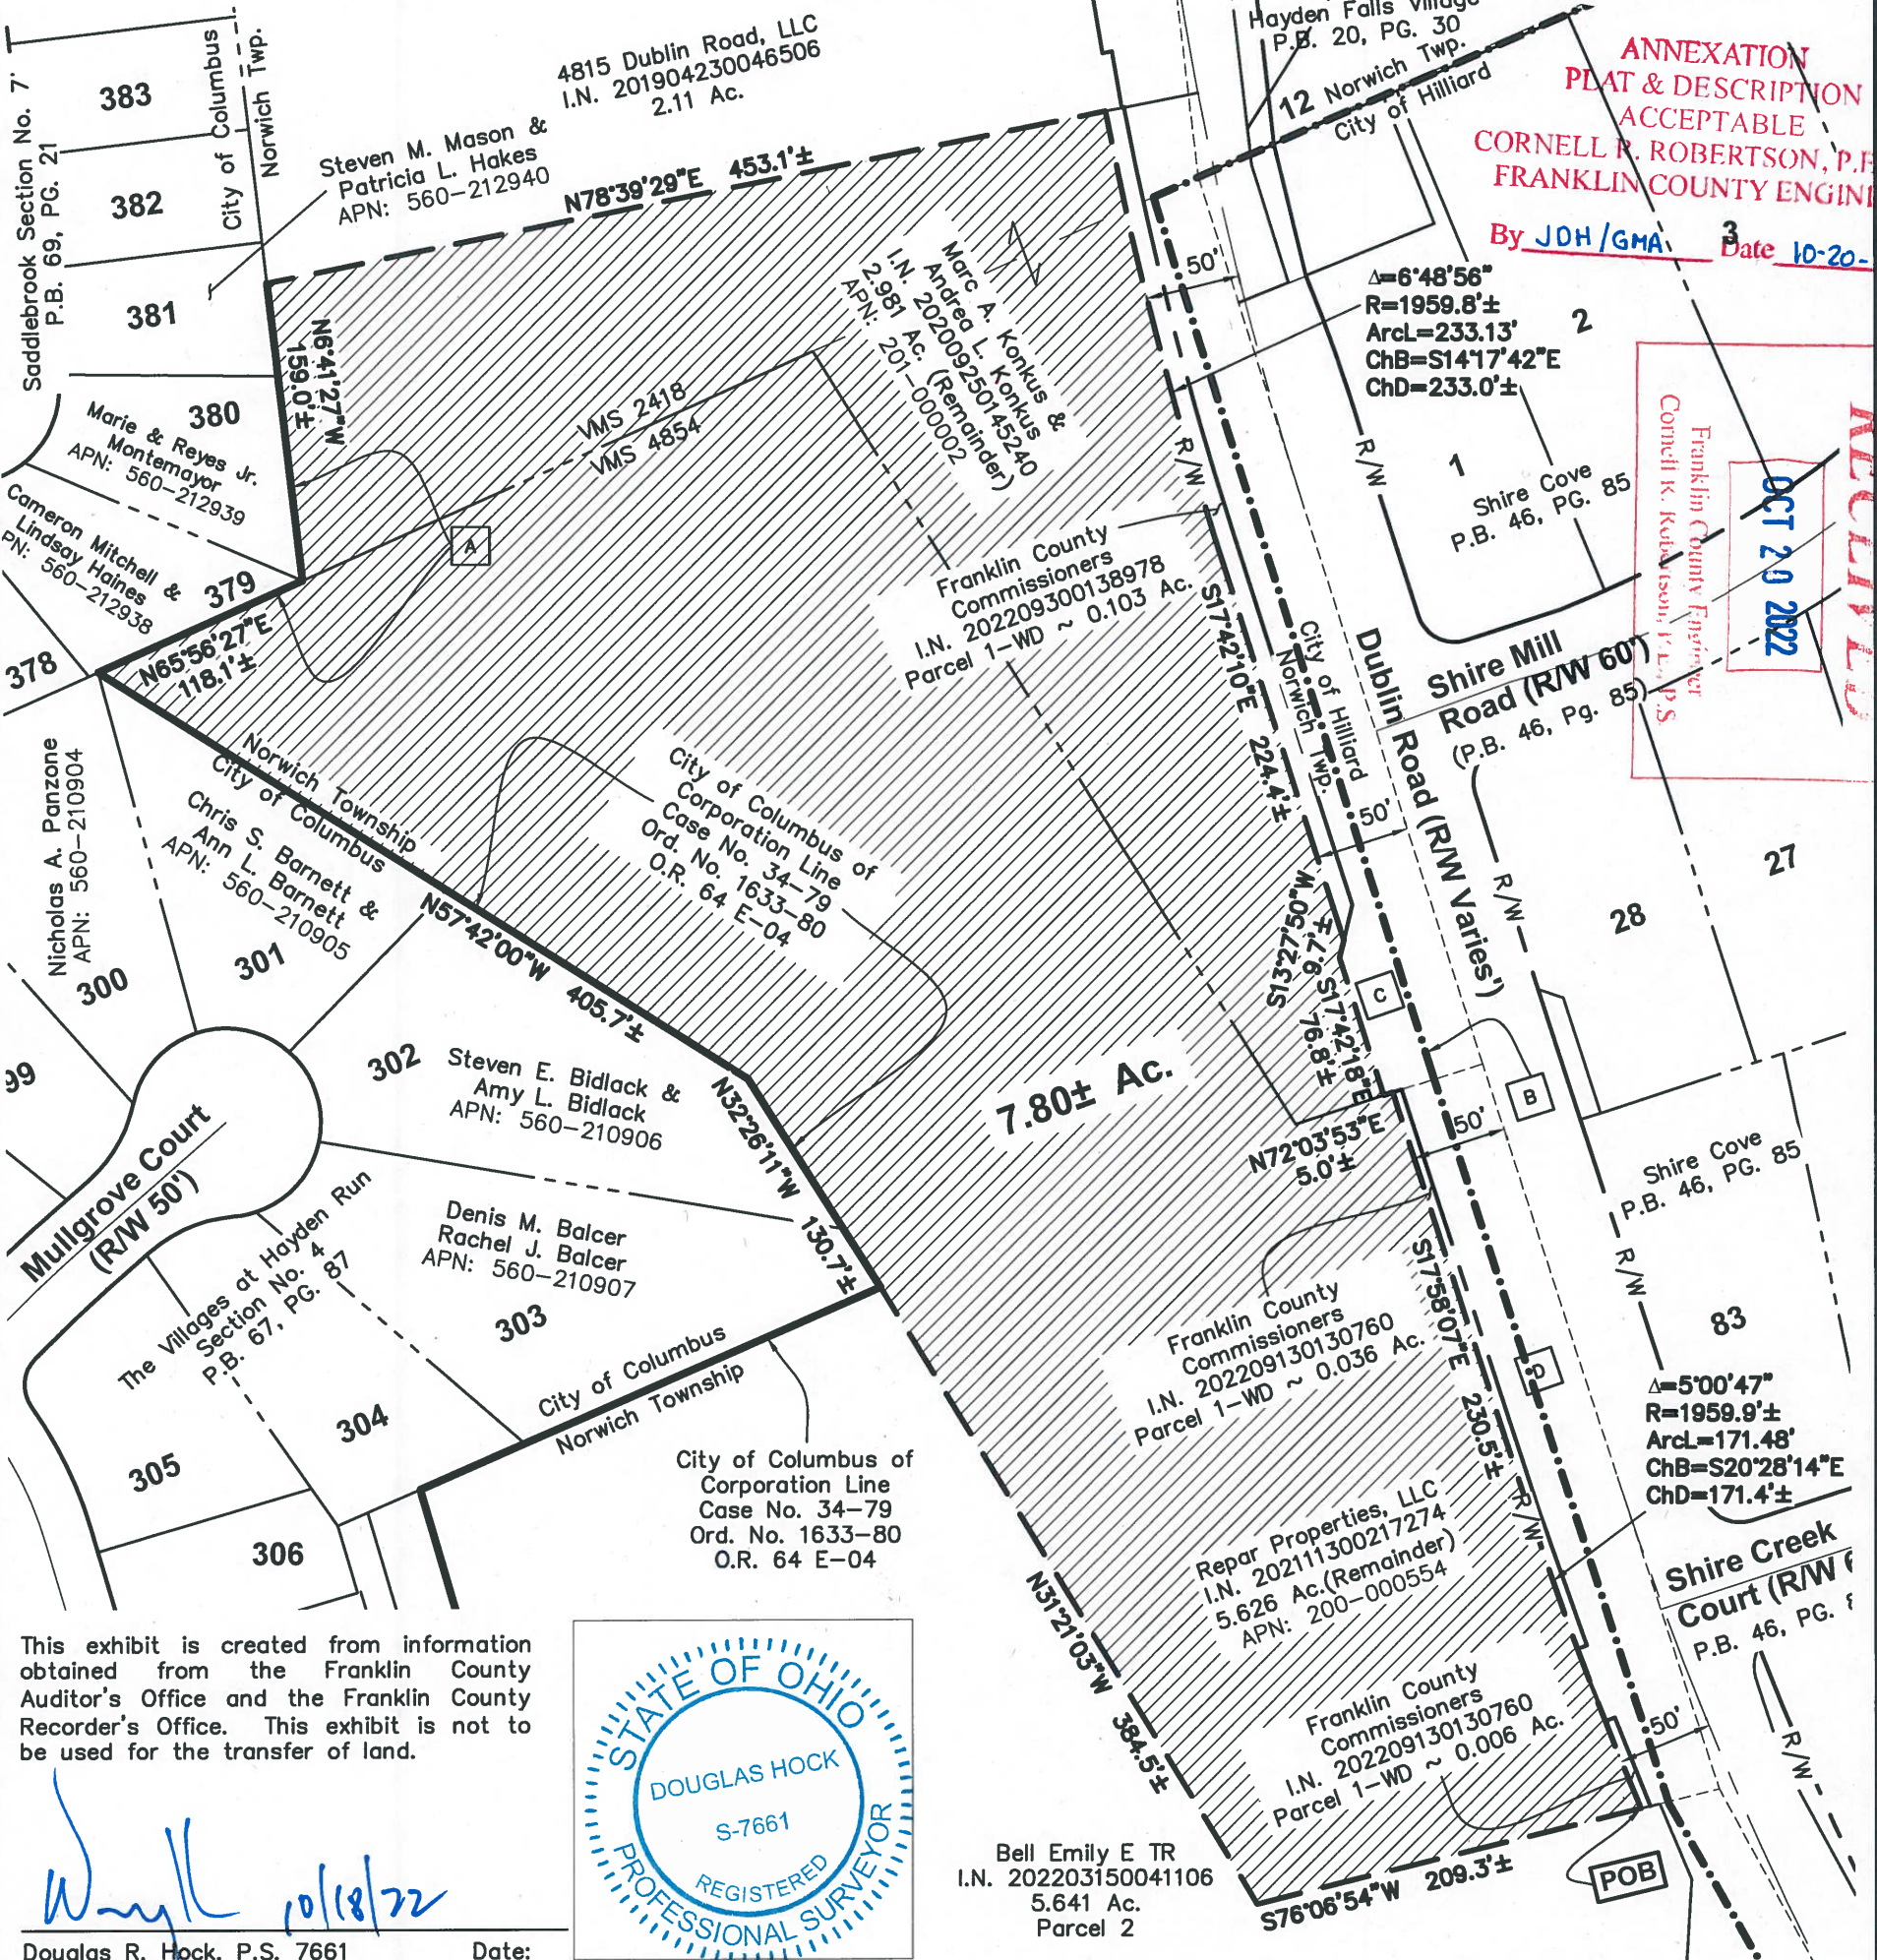 Saddlebrook Section No. 7
P.B. 69, PG. 21
383
382
381
380
379
378
City of Columbus
Norwich Twp.
4815 Dublin Road, LLC
I.N. 201904230046506
2.11 Ac.
Steven M. Mason &
Patricia L. Hakes
APN: 560-212940
N78°39'29"E 453.1'±
Hayden Falls Village
P.B. 20, PG. 30
12
Norwich Twp.
City of Hilliard
ANNEXATION
PLAT & DESCRIPTION
ACCEPTABLE
CORNELL R. ROBERTSON, P.E
FRANKLIN COUNTY ENGIN
By JDH/GMA Date 10-20-
3
Δ=6°48'56"
R=1959.8'±
ArcL=233.13'
ChB=S14°17'42"E
ChD=233.0'±
2
1
50'
RECEIVED
OCT 20 2022
Franklin County Engineer
Cornell R. Robertson, P.E., P.S.
N6°41'27"W
159.0'±
Marie & Reyes Jr.
Montemayor
APN: 560-212939
Cameron Mitchell &
Lindsay Haines
PN: 560-212938
N65°56'27"E
118.1'±
VMS 2418
VMS 4854
A
Marc A. Konkus &
Andrea L. Konkus
I.N. 202009250145240
2.981 Ac. (Remainder)
APN: 201-000002
R/W
R/W
Shire Cove
P.B. 46, PG. 85
Franklin County
Commissioners
I.N. 202209300138978
Parcel 1-WD ~ 0.103 Ac.
S17°42'10"E 224.4'±
City of Hilliard
Norwich Twp.
Dublin Road (R/W Varies')
Shire Mill
Road (R/W 60')
(P.B. 46, Pg. 85)
50'
Norwich Township
City of Columbus
Nicholas A. Panzone
APN: 560-210904
300
Chris S. Barnett &
Ann L. Barnett
APN: 560-210905
301
N57°42'00"W 405.7'±
City of Columbus of
Corporation Line
Case No. 34-79
Ord. No. 1633-80
O.R. 64 E-04
S13°27'50"W
9.7'±
S17°42'18"E
76.8'±
C
R/W
28
27
99
302
Steven E. Bidlack &
Amy L. Bidlack
APN: 560-210906
N32°26'11"W 130.7'±
7.80± Ac.
N72°03'53"E
5.0'±
50'
B
Shire Cove
P.B. 46, PG. 85
R/W
83
Mullgrove Court
(R/W 50')
The Villages at Hayden Run
Section No. 4
P.B. 67, PG. 87
Denis M. Balcer
Rachel J. Balcer
APN: 560-210907
303
City of Columbus
Norwich Township
304
305
306
City of Columbus of
Corporation Line
Case No. 34-79
Ord. No. 1633-80
O.R. 64 E-04
Franklin County
Commissioners
I.N. 202209130130760
Parcel 1-WD ~ 0.036 Ac.
S17°58'07"E 230.5'±
D
Δ=5°00'47"
R=1959.9'±
ArcL=171.48'
ChB=S20°28'14"E
ChD=171.4'±
R/W
Repar Properties, LLC
I.N. 202111300217274
5.626 Ac.(Remainder)
APN: 200-000554
Shire Creek
Court (R/W 6
P.B. 46, PG. 8
N31°21'03"W 384.5'±
Franklin County
Commissioners
I.N. 202209130130760
Parcel 1-WD ~ 0.006 Ac.
50'
R/W
This exhibit is created from information
obtained from the Franklin County
Auditor's Office and the Franklin County
Recorder's Office. This exhibit is not to
be used for the transfer of land.
STATE OF OHIO
DOUGLAS HOCK
S-7661
REGISTERED
PROFESSIONAL SURVEYOR
10/18/22
Douglas R. Hock, P.S. 7661 Date:
Bell Emily E TR
I.N. 202203150041106
5.641 Ac.
Parcel 2
S76°06'54"W 209.3'±
POB